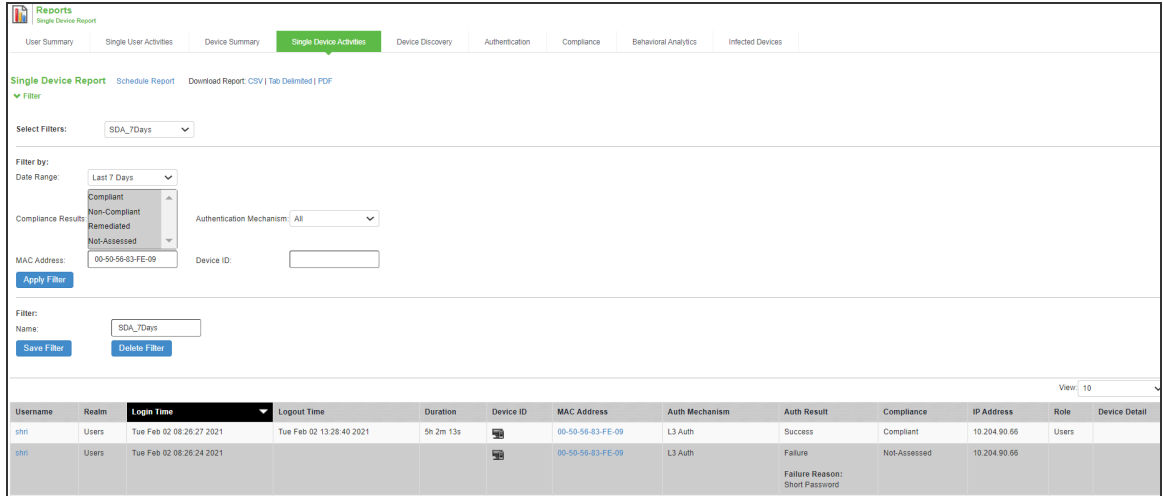 Reports
Single Device Report
User Summary Single User Activities Device Summary Single Device Activities Device Discovery Authentication Compliance Behavioral Analytics Infected Devices
Single Device Report Schedule Report Download Report: CSV | Tab Delimited | PDF
Filter
Select Filters: SDA_7Days
Filter by:
Date Range: Last 7 Days
Compliant
Non-Compliant
Compliance Results: Authentication Mechanism: All
Remediated
Not-Assessed
MAC Address: 00-50-56-83-FE-09 Device ID:
Apply Filter
Filter:
Name: SDA_7Days
Save Filter Delete Filter
View: 10
Username Realm Login Time Logout Time Duration Device ID MAC Address Auth Mechanism Auth Result Compliance IP Address Role Device Detail
shri Users Tue Feb 02 08:26:27 2021 Tue Feb 02 13:28:40 2021 5h 2m 13s 00-50-56-83-FE-09 L3 Auth Success Compliant 10.204.90.66 Users
shri Users Tue Feb 02 08:26:24 2021 00-50-56-83-FE-09 L3 Auth Failure Not-Assessed 10.204.90.66
Failure Reason:
Short Password